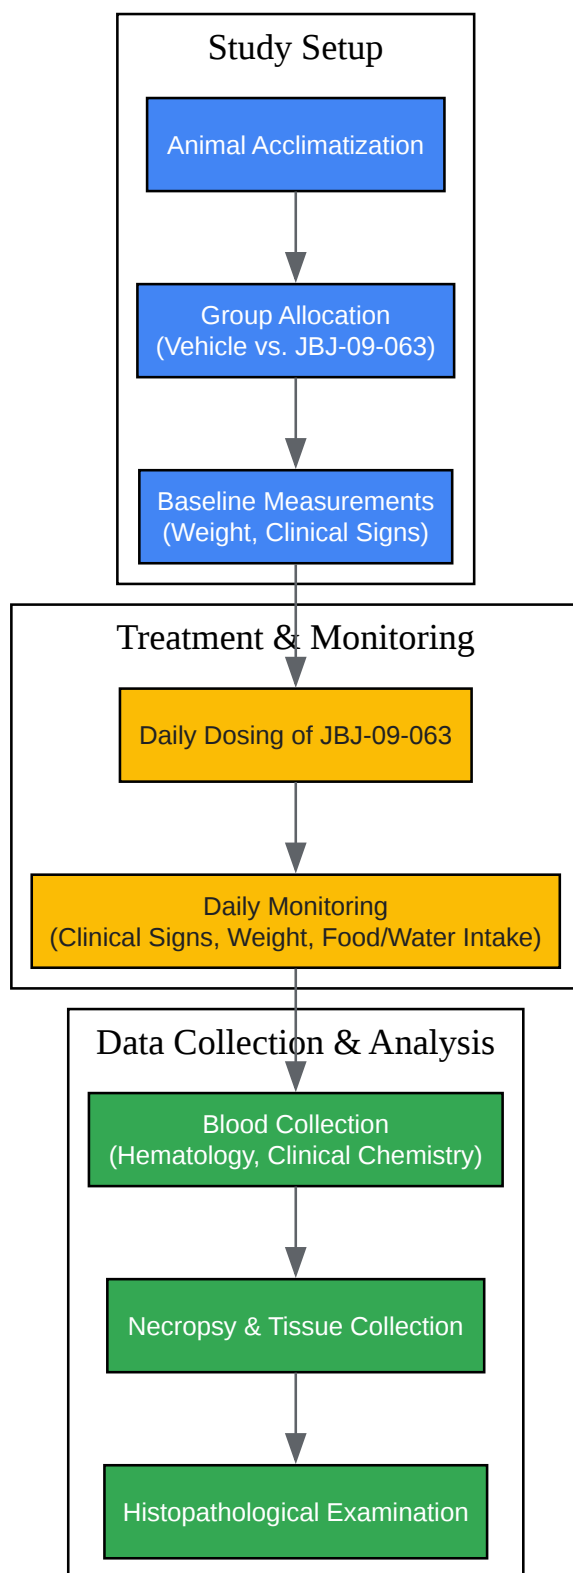 Study Setup
Animal Acclimatization
Group Allocation
(Vehicle vs. JBJ-09-063)
Baseline Measurements
(Weight, Clinical Signs)
Treatment & Monitoring
Daily Dosing of JBJ-09-063
Daily Monitoring
(Clinical Signs, Weight, Food/Water Intake)
Data Collection & Analysis
Blood Collection
(Hematology, Clinical Chemistry)
Necropsy & Tissue Collection
Histopathological Examination